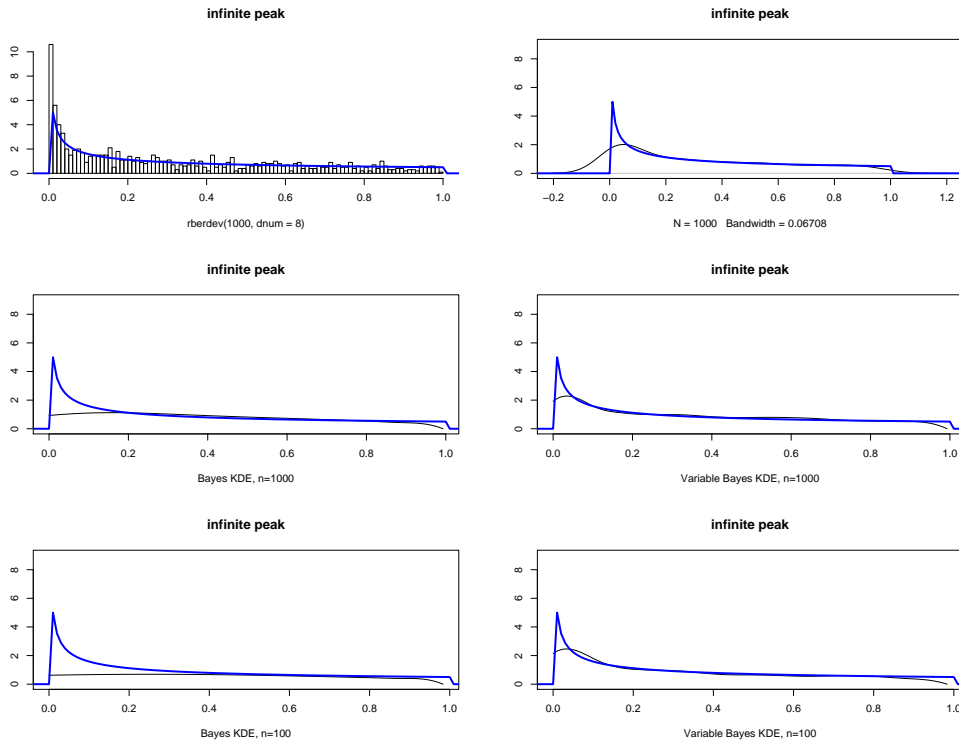 infinite peak
0 2 4 6 8 10
0.0 0.2 0.4 0.6 0.8 1.0
rberdev(1000, dnum = 8)
infinite peak
0 2 4 6 8
−0.2 0.0 0.2 0.4 0.6 0.8 1.0 1.2
N = 1000 Bandwidth = 0.06708
infinite peak
0 2 4 6 8
0.0 0.2 0.4 0.6 0.8 1.0
Bayes KDE, n=1000
infinite peak
0 2 4 6 8
0.0 0.2 0.4 0.6 0.8 1.0
Variable Bayes KDE, n=1000
infinite peak
0 2 4 6 8
0.0 0.2 0.4 0.6 0.8 1.0
Bayes KDE, n=100
infinite peak
0 2 4 6 8
0.0 0.2 0.4 0.6 0.8 1.0
Variable Bayes KDE, n=100